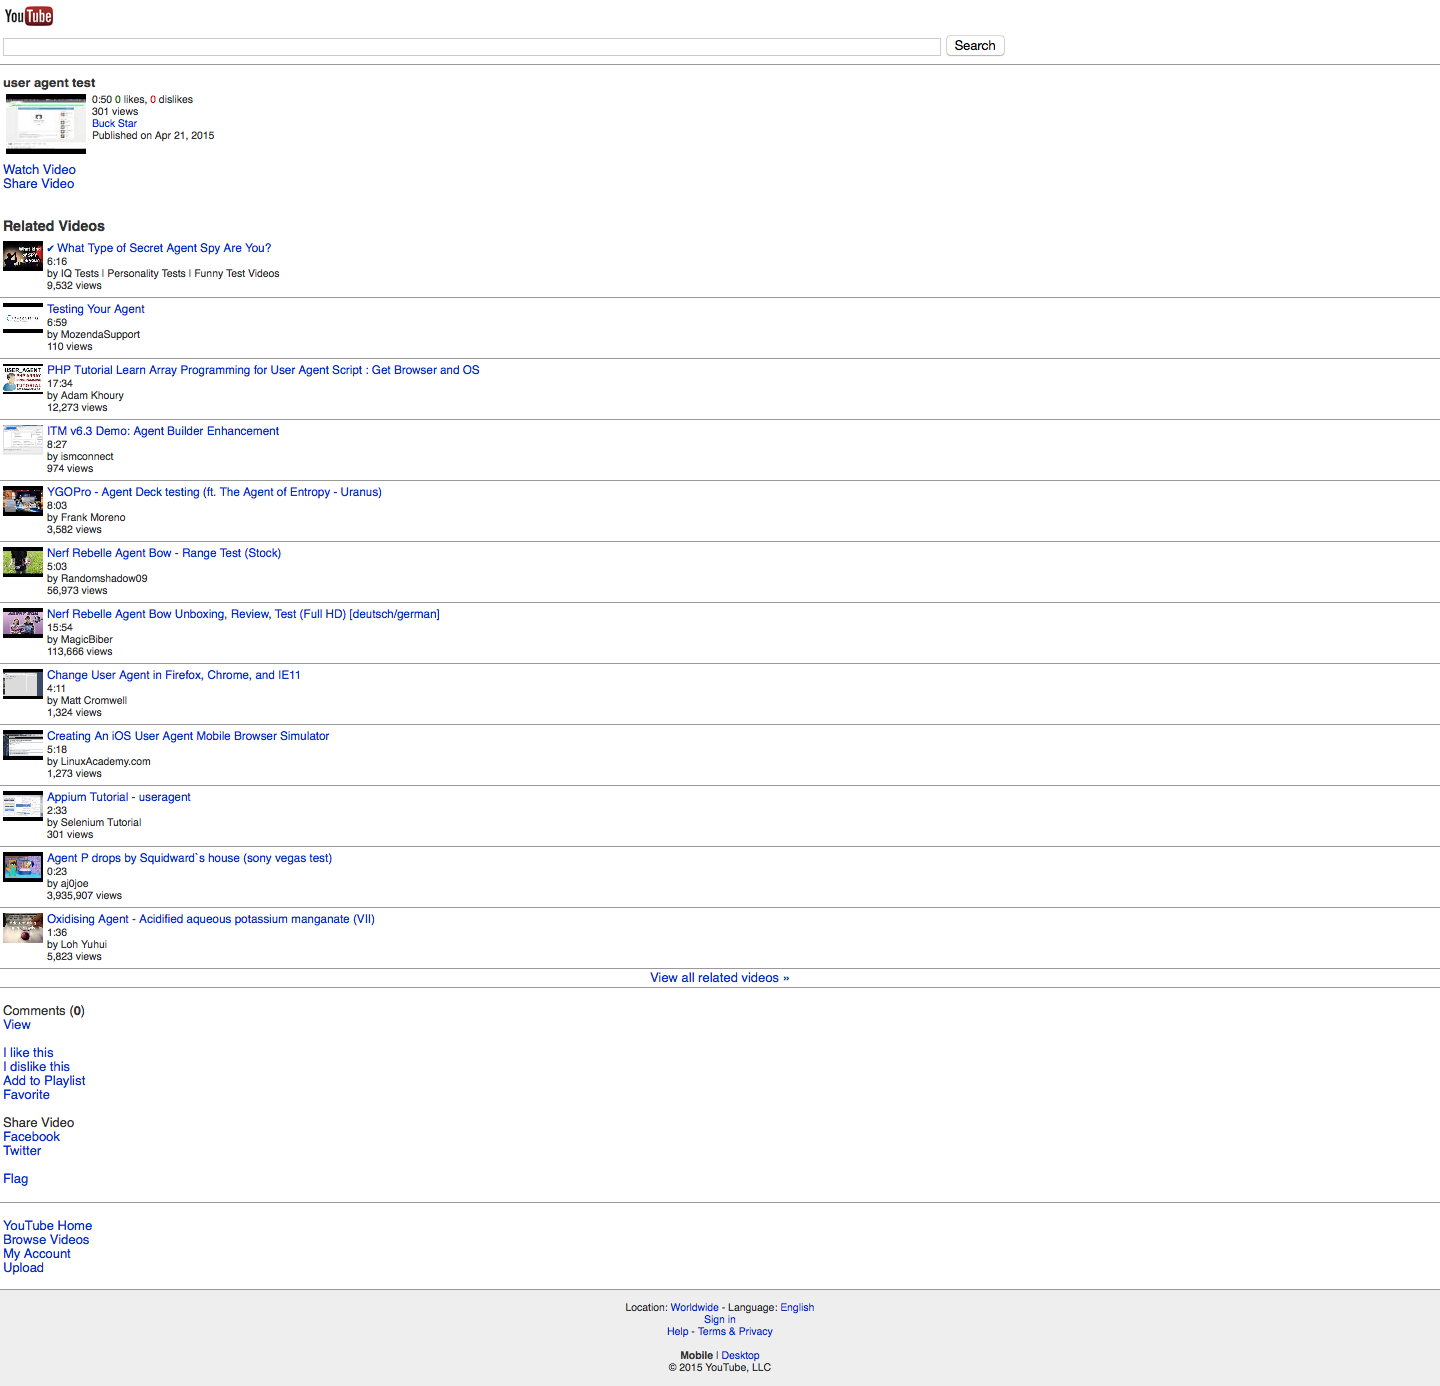 YouTube
Search
user agent test
0:50 0 likes, 0 dislikes
301 views
Buck Star
Published on Apr 21, 2015
Watch Video
Share Video
Related Videos
✔ What Type of Secret Agent Spy Are You?
6:16
by IQ Tests | Personality Tests | Funny Test Videos
9,532 views
Testing Your Agent
6:59
by MozendaSupport
110 views
USER_AGENT
PHP ARRAY
PROGRAMMING
TUTORIAL
PHP Tutorial Learn Array Programming for User Agent Script : Get Browser and OS
17:34
by Adam Khoury
12,273 views
ITM v6.3 Demo: Agent Builder Enhancement
8:27
by ismconnect
974 views
YGOPro - Agent Deck testing (ft. The Agent of Entropy - Uranus)
8:03
by Frank Moreno
3,582 views
Nerf Rebelle Agent Bow - Range Test (Stock)
5:03
by Randomshadow09
56,973 views
Nerf Rebelle Agent Bow Unboxing, Review, Test (Full HD) [deutsch/german]
15:54
by MagicBiber
113,666 views
Change User Agent in Firefox, Chrome, and IE11
4:11
by Matt Cromwell
1,324 views
Creating An iOS User Agent Mobile Browser Simulator
5:18
by LinuxAcademy.com
1,273 views
Appium Tutorial - useragent
2:33
by Selenium Tutorial
301 views
Agent P drops by Squidward`s house (sony vegas test)
0:23
by aj0joe
3,935,907 views
Oxidising Agent - Acidified aqueous potassium manganate (VII)
1:36
by Loh Yuhui
5,823 views
View all related videos »
Comments (0)
View
I like this
I dislike this
Add to Playlist
Favorite
Share Video
Facebook
Twitter
Flag
YouTube Home
Browse Videos
My Account
Upload
Location: Worldwide - Language: English
Sign in
Help - Terms & Privacy
Mobile | Desktop
© 2015 YouTube, LLC